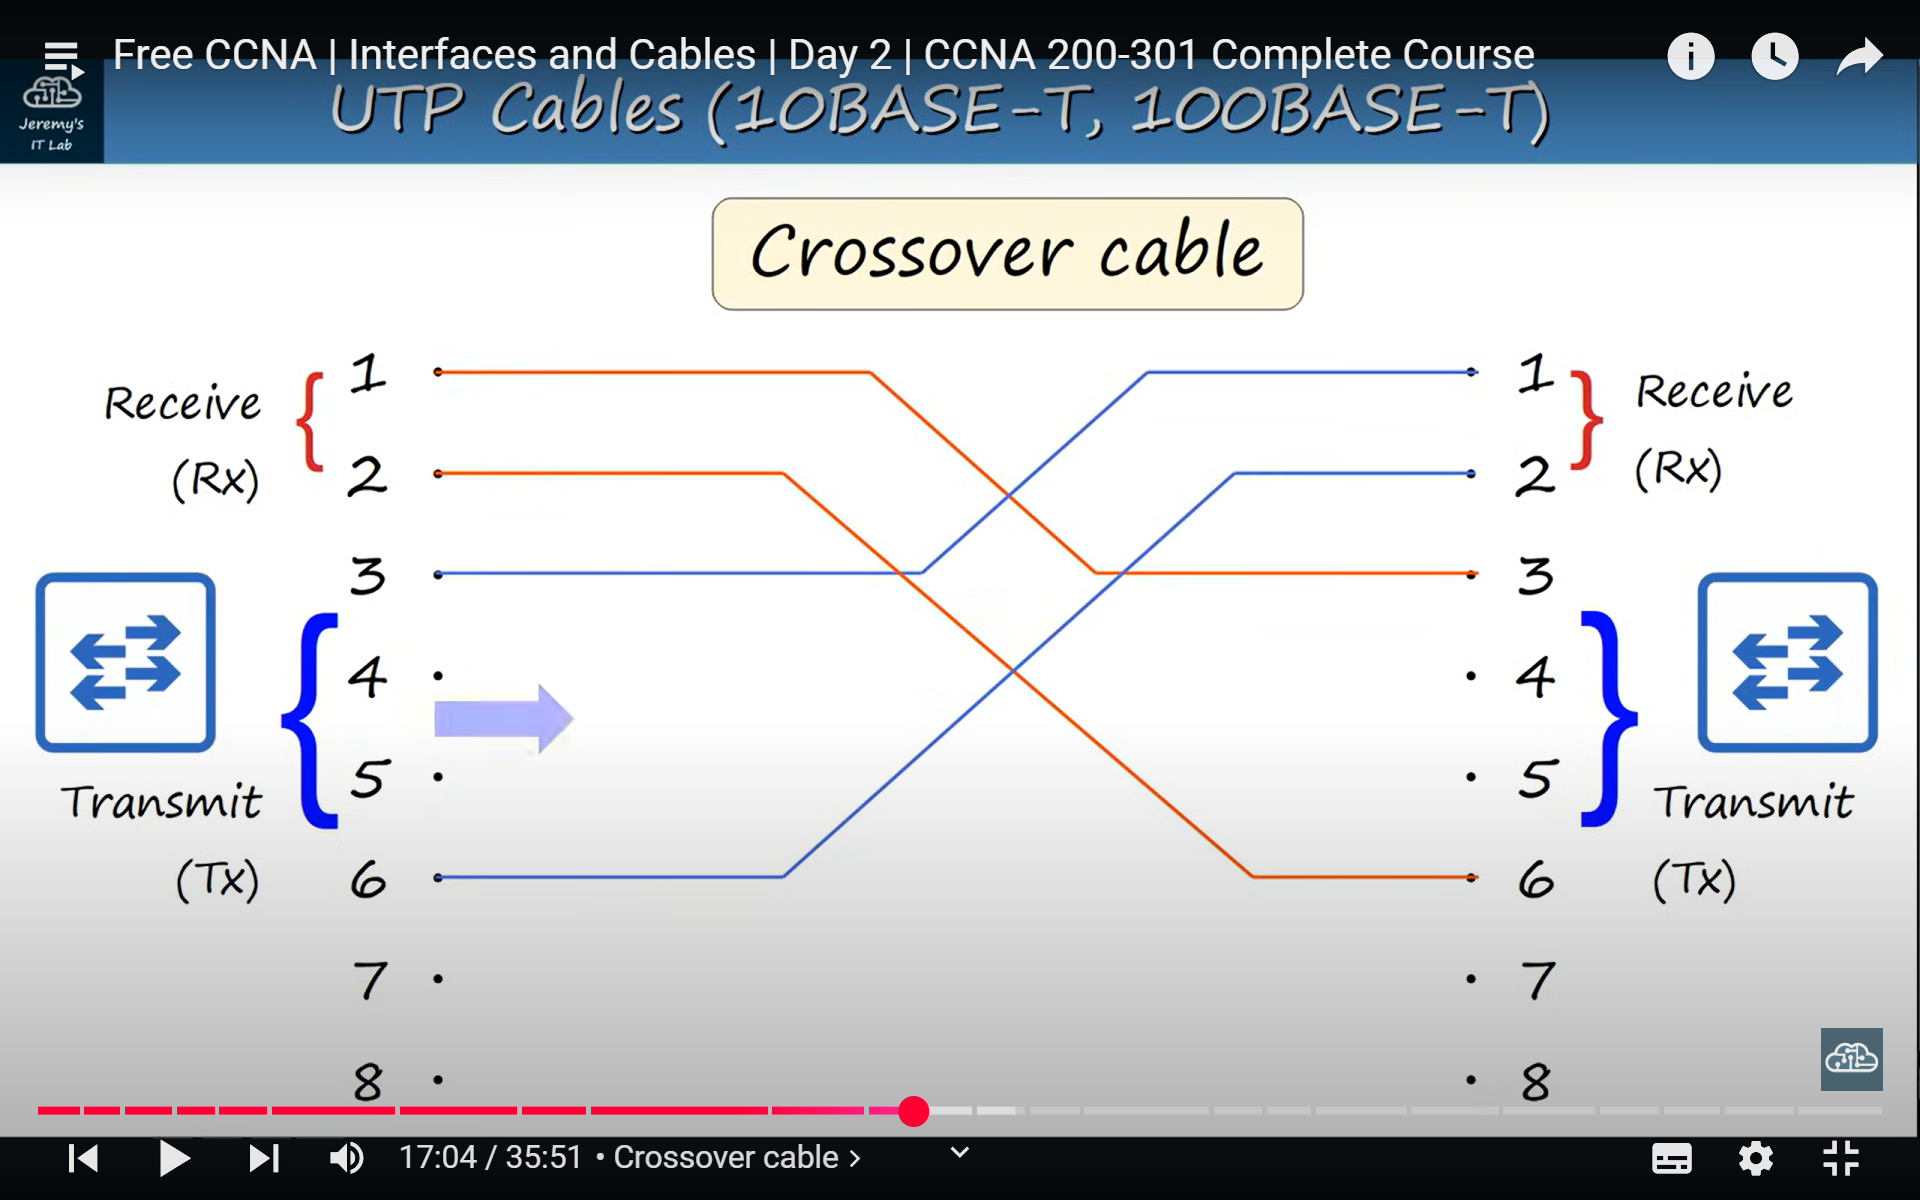 Free CCNA | Interfaces and Cables | Day 2 | CCNA 200-301 Complete Course
Jeremy's
IT Lab
UTP Cables (10BASE-T, 100BASE-T)
Crossover cable
Receive
(Rx)
1
2
3
4
5
6
7
8
Transmit
(Tx)
1
2
3
4
5
6
7
8
Receive
(Rx)
Transmit
(Tx)
17:04 / 35:51 • Crossover cable >